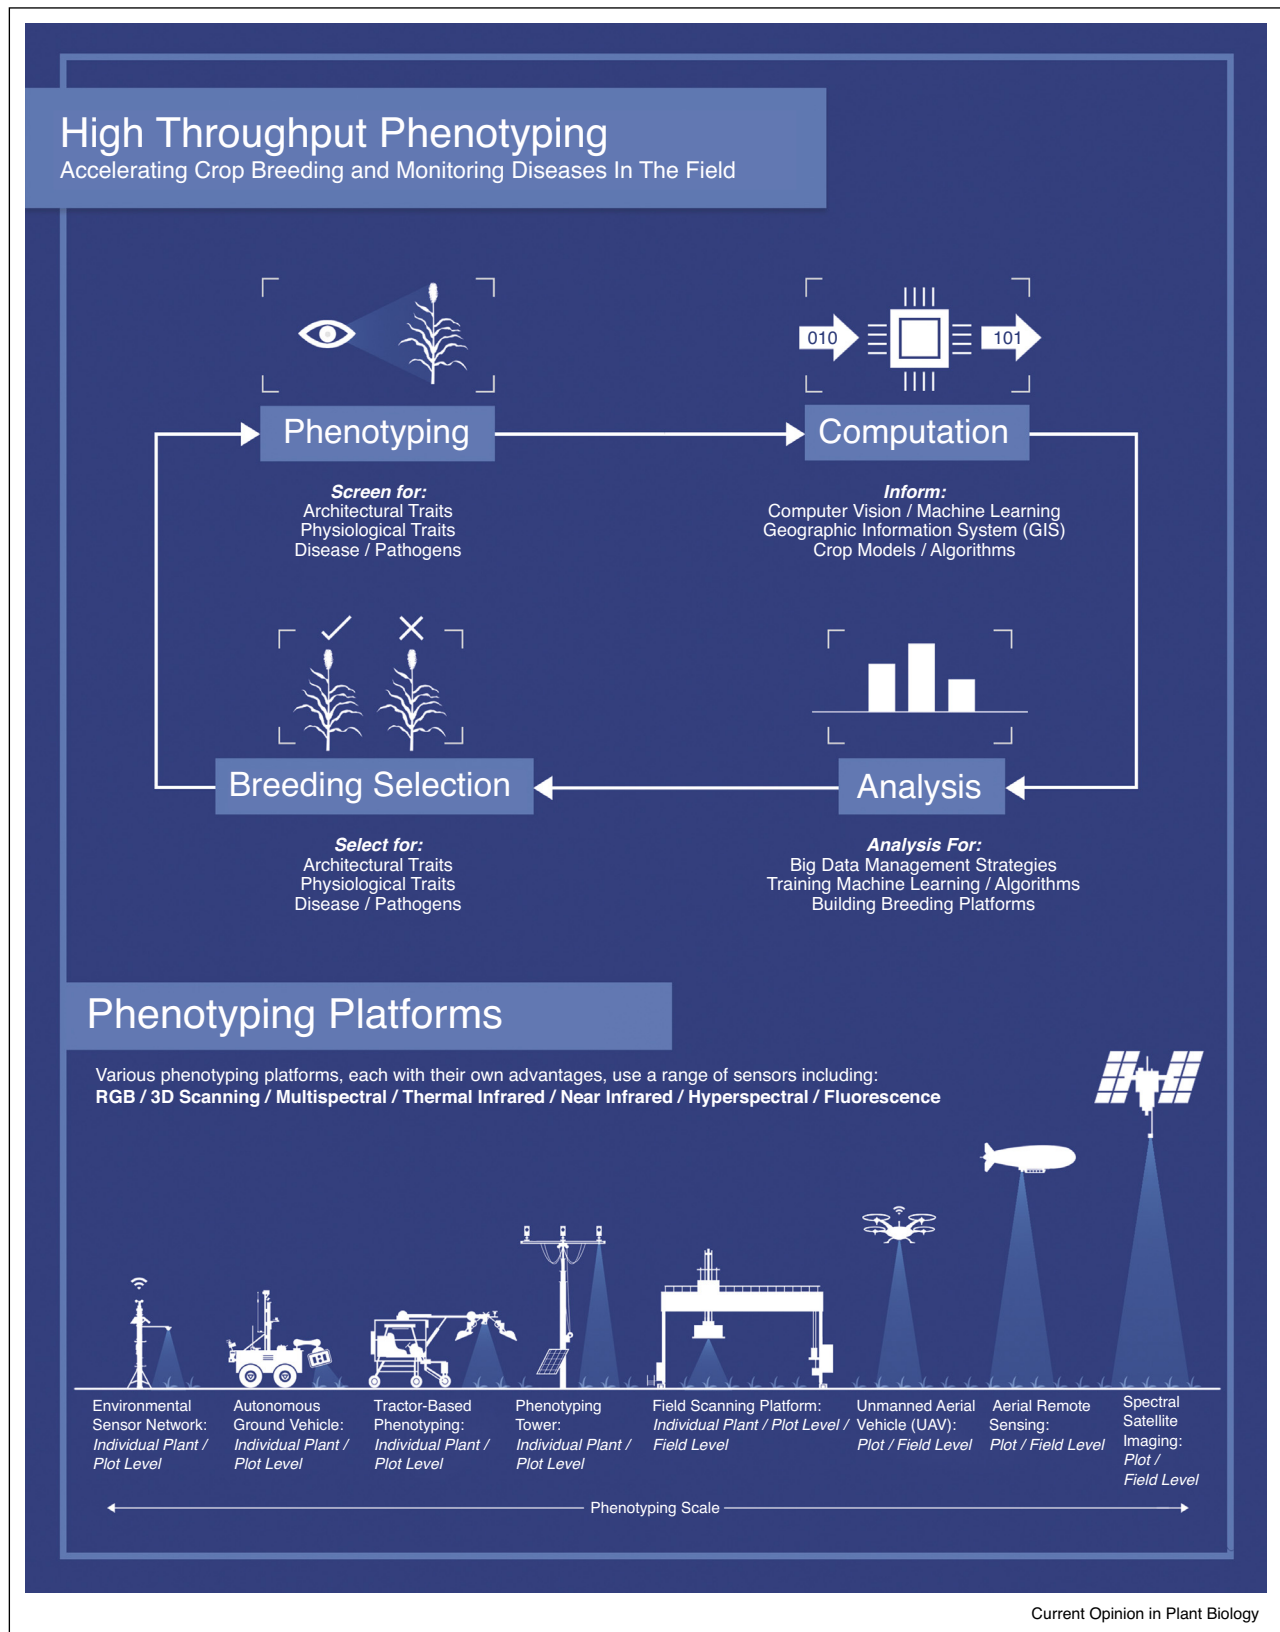 High Throughput Phenotyping
Accelerating Crop Breeding and Monitoring Diseases In The Field
010
101
Phenotyping
Computation
Screen for:
Architectural Traits
Physiological Traits
Disease / Pathogens
Inform:
Computer Vision / Machine Learning
Geographic Information System (GIS)
Crop Models / Algorithms
Breeding Selection
Analysis
Select for:
Architectural Traits
Physiological Traits
Disease / Pathogens
Analysis For:
Big Data Management Strategies
Training Machine Learning / Algorithms
Building Breeding Platforms
Phenotyping Platforms
Various phenotyping platforms, each with their own advantages, use a range of sensors including:
RGB / 3D Scanning / Multispectral / Thermal Infrared / Near Infrared / Hyperspectral / Fluorescence
Environmental
Sensor Network:
Individual Plant /
Plot Level
Autonomous
Ground Vehicle:
Individual Plant /
Plot Level
Tractor-Based
Phenotyping:
Individual Plant /
Plot Level
Phenotyping
Tower:
Individual Plant /
Plot Level
Field Scanning Platform:
Individual Plant / Plot Level /
Field Level
Unmanned Aerial
Vehicle (UAV):
Plot / Field Level
Aerial Remote
Sensing:
Plot / Field Level
Spectral
Satellite
Imaging:
Plot /
Field Level
Phenotyping Scale
Current Opinion in Plant Biology